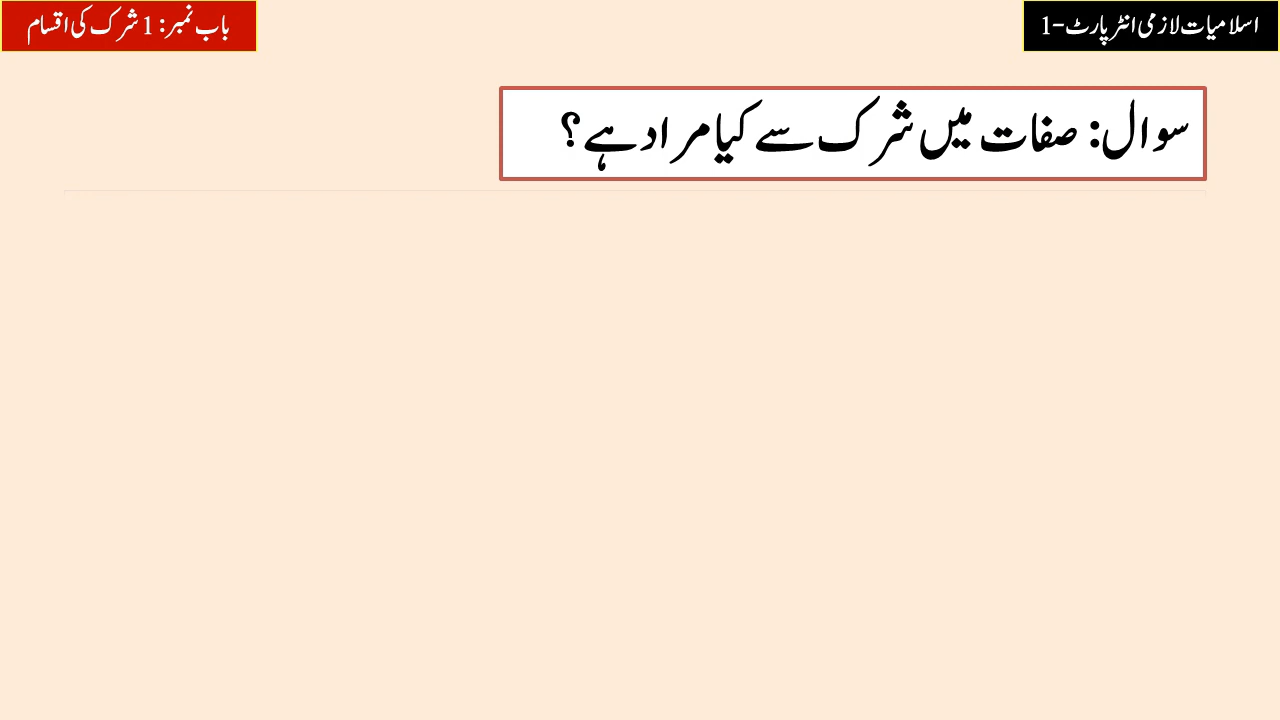 اسلامیات لازمی انٹر پارٹ-1
باب نمبر: 1 شرک کی اقسام
سوال: صفات میں شرک سے کیا مراد ہے؟